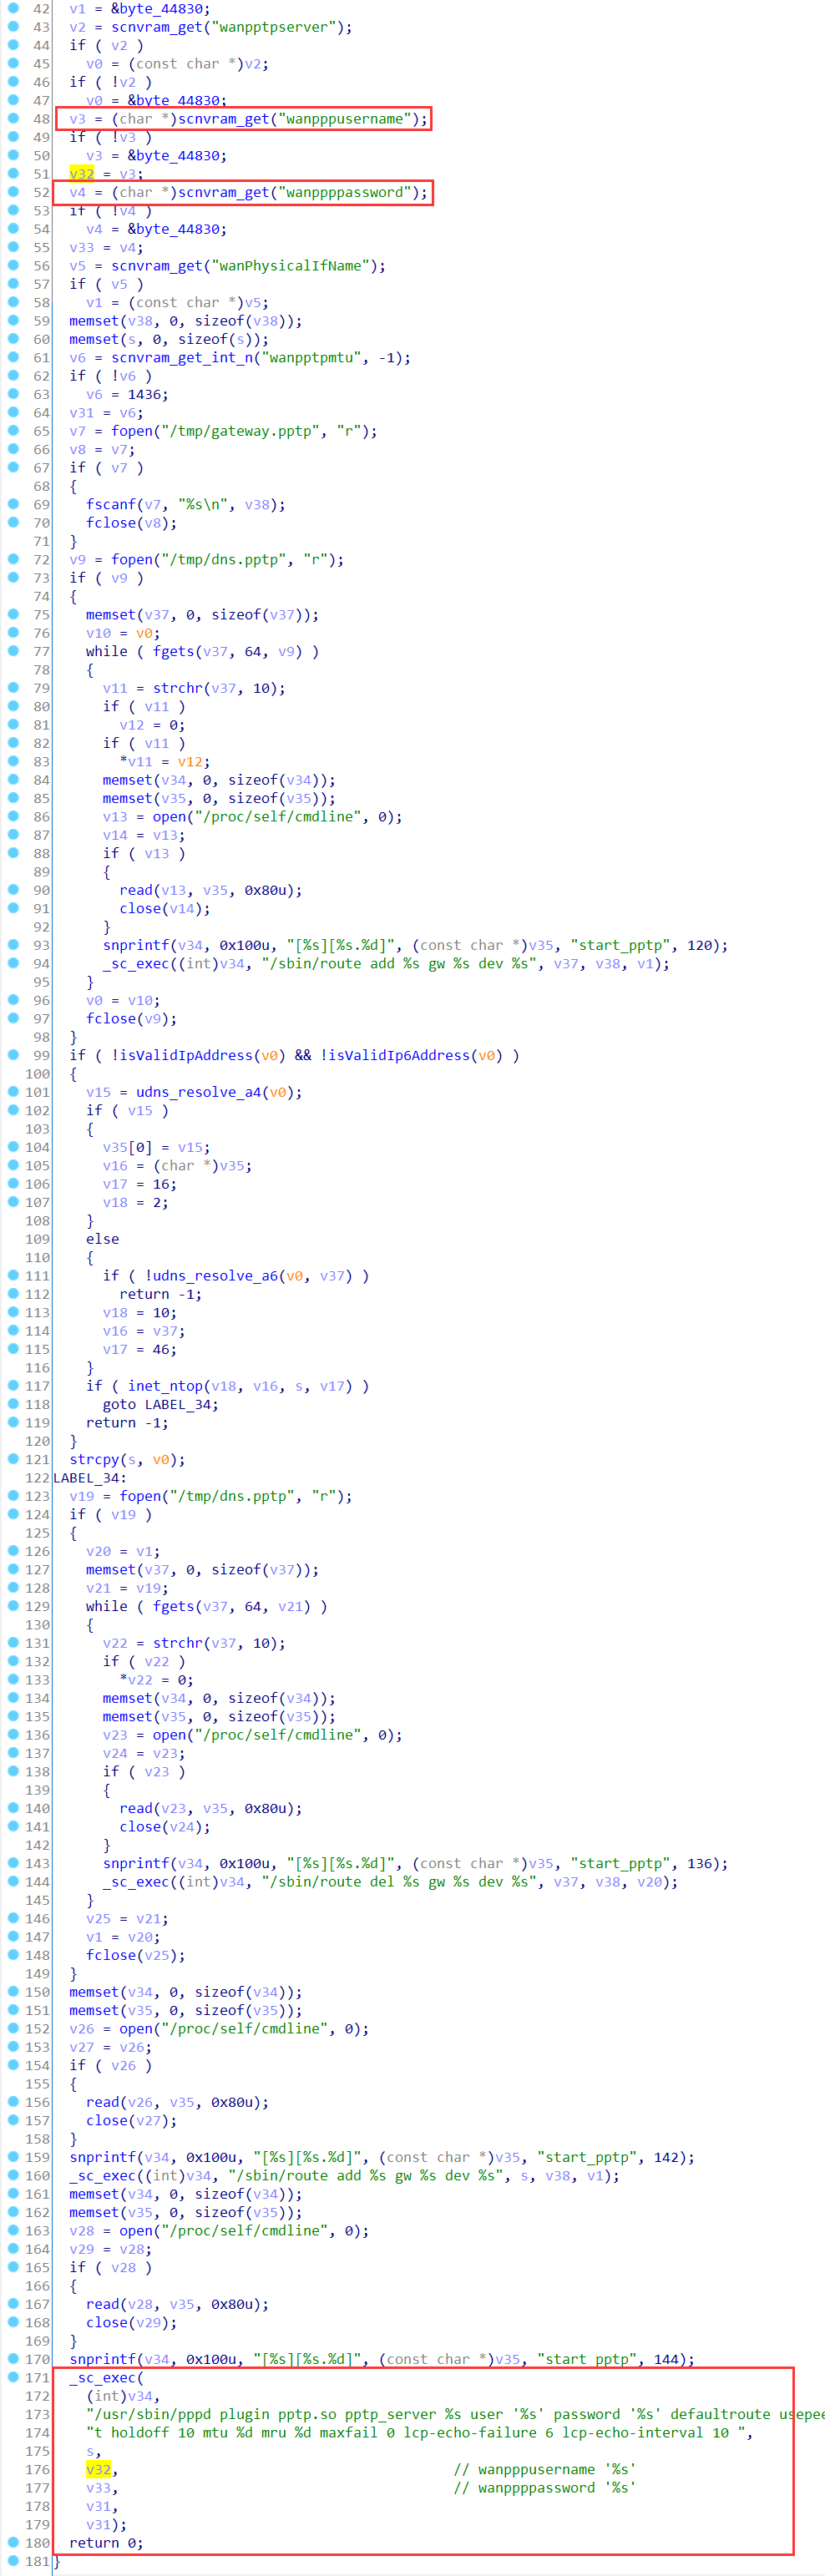 42 v1 = &byte_44830;
43 v2 = scnvram_get("wanpptpserver");
44 if ( v2 )
45 v0 = (const char *)v2;
46 if ( !v2 )
47 v0 = &byte_44830;
48 v3 = (char *)scnvram_get("wanpppusername");
49 if ( !v3 )
50 v3 = &byte_44830;
51 v32 = v3;
52 v4 = (char *)scnvram_get("wanppppassword");
53 if ( !v4 )
54 v4 = &byte_44830;
55 v33 = v4;
56 v5 = scnvram_get("wanPhysicalIfName");
57 if ( v5 )
58 v1 = (const char *)v5;
59 memset(v38, 0, sizeof(v38));
60 memset(s, 0, sizeof(s));
61 v6 = scnvram_get_int_n("wanpptpmtu", -1);
62 if ( !v6 )
63 v6 = 1436;
64 v31 = v6;
65 v7 = fopen("/tmp/gateway.pptp", "r");
66 v8 = v7;
67 if ( v7 )
68 {
69 fscanf(v7, "%s\n", v38);
70 fclose(v8);
71 }
72 v9 = fopen("/tmp/dns.pptp", "r");
73 if ( v9 )
74 {
75 memset(v37, 0, sizeof(v37));
76 v10 = v0;
77 while ( fgets(v37, 64, v9) )
78 {
79 v11 = strchr(v37, 10);
80 if ( v11 )
81 v12 = 0;
82 if ( v11 )
83 *v11 = v12;
84 memset(v34, 0, sizeof(v34));
85 memset(v35, 0, sizeof(v35));
86 v13 = open("/proc/self/cmdline", 0);
87 v14 = v13;
88 if ( v13 )
89 {
90 read(v13, v35, 0x80u);
91 close(v14);
92 }
93 snprintf(v34, 0x100u, "[%s][%s.%d]", (const char *)v35, "start_pptp", 120);
94 _sc_exec((int)v34, "/sbin/route add %s gw %s dev %s", v37, v38, v1);
95 }
96 v0 = v10;
97 fclose(v9);
98 }
99 if ( !isValidIpAddress(v0) && !isValidIp6Address(v0) )
100 {
101 v15 = udns_resolve_a4(v0);
102 if ( v15 )
103 {
104 v35[0] = v15;
105 v16 = (char *)v35;
106 v17 = 16;
107 v18 = 2;
108 }
109 else
110 {
111 if ( !udns_resolve_a6(v0, v37) )
112 return -1;
113 v18 = 10;
114 v16 = v37;
115 v17 = 46;
116 }
117 if ( inet_ntop(v18, v16, s, v17) )
118 goto LABEL_34;
119 return -1;
120 }
121 strcpy(s, v0);
122 LABEL_34:
123 v19 = fopen("/tmp/dns.pptp", "r");
124 if ( v19 )
125 {
126 v20 = v1;
127 memset(v37, 0, sizeof(v37));
128 v21 = v19;
129 while ( fgets(v37, 64, v21) )
130 {
131 v22 = strchr(v37, 10);
132 if ( v22 )
133 *v22 = 0;
134 memset(v34, 0, sizeof(v34));
135 memset(v35, 0, sizeof(v35));
136 v23 = open("/proc/self/cmdline", 0);
137 v24 = v23;
138 if ( v23 )
139 {
140 read(v23, v35, 0x80u);
141 close(v24);
142 }
143 snprintf(v34, 0x100u, "[%s][%s.%d]", (const char *)v35, "start_pptp", 136);
144 _sc_exec((int)v34, "/sbin/route del %s gw %s dev %s", v37, v38, v20);
145 }
146 v25 = v21;
147 v1 = v20;
148 fclose(v25);
149 }
150 memset(v34, 0, sizeof(v34));
151 memset(v35, 0, sizeof(v35));
152 v26 = open("/proc/self/cmdline", 0);
153 v27 = v26;
154 if ( v26 )
155 {
156 read(v26, v35, 0x80u);
157 close(v27);
158 }
159 snprintf(v34, 0x100u, "[%s][%s.%d]", (const char *)v35, "start_pptp", 142);
160 _sc_exec((int)v34, "/sbin/route add %s gw %s dev %s", s, v38, v1);
161 memset(v34, 0, sizeof(v34));
162 memset(v35, 0, sizeof(v35));
163 v28 = open("/proc/self/cmdline", 0);
164 v29 = v28;
165 if ( v28 )
166 {
167 read(v28, v35, 0x80u);
168 close(v29);
169 }
170 snprintf(v34, 0x100u, "[%s][%s.%d]", (const char *)v35, "start_pptp", 144);
171 _sc_exec(
172 (int)v34,
173 "/usr/sbin/pppd plugin pptp.so pptp_server %s user '%s' password '%s' defaultroute usepee
174 "t holdoff 10 mtu %d mru %d maxfail 0 lcp-echo-failure 6 lcp-echo-interval 10 ",
175 s,
176 v32, // wanpppusername '%s'
177 v33, // wanppppassword '%s'
178 v31,
179 v31);
180 return 0;
181 }